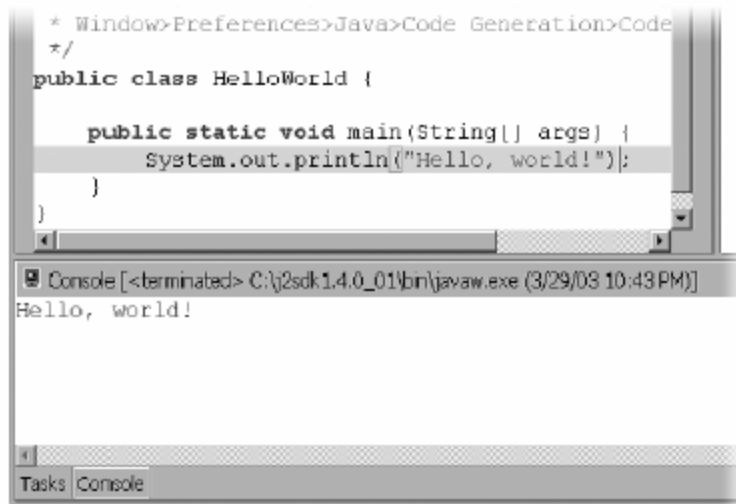 * Window>Preferences>Java>Code Generation>Code
*/
public class HelloWorld {
public static void main(String[] args) {
System.out.println("Hello, world!");
}
}
Console [<terminated> C:\j2sdk1.4.0_01\bin\javaw.exe (3/29/03 10:43 PM)]
Hello, world!
Tasks Console